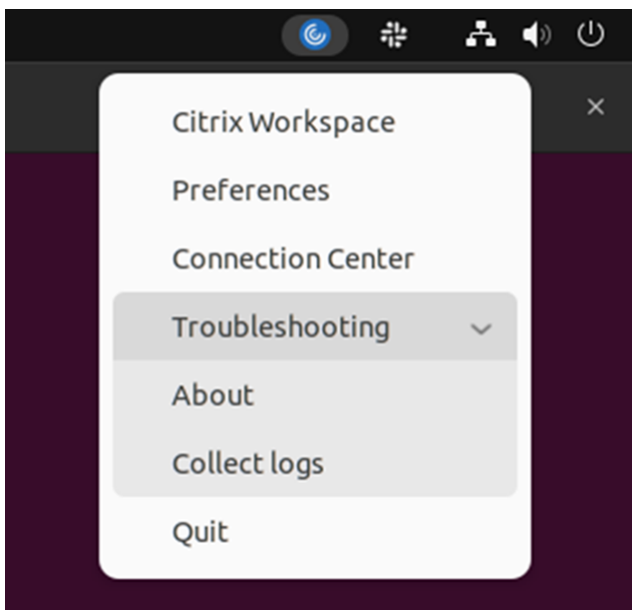 Citrix Workspace
Preferences
Connection Center
Troubleshooting
About
Collect logs
Quit